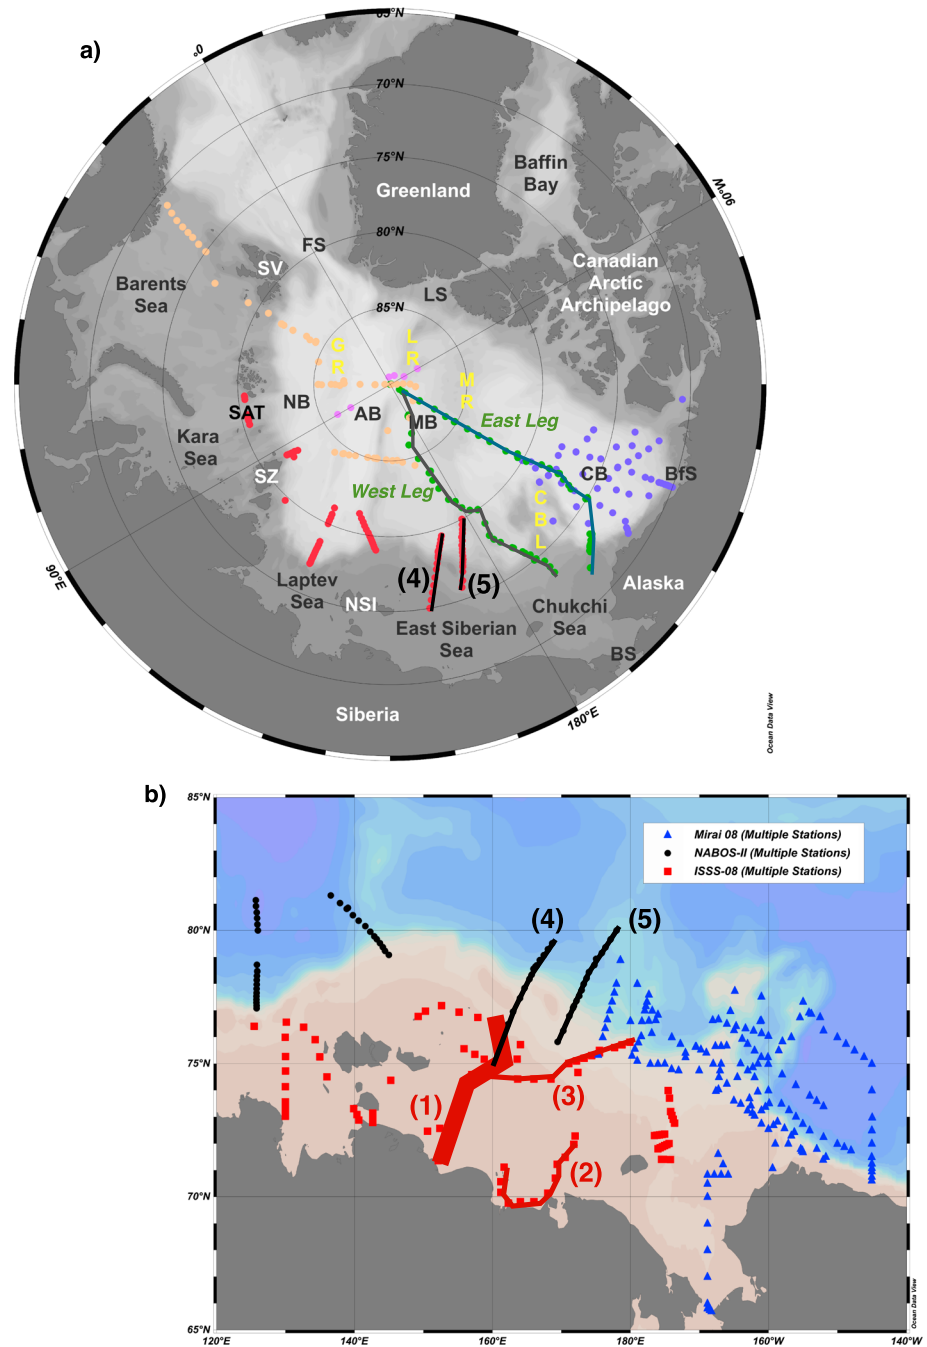 a)
0°
65°N
70°N
75°N
80°N
85°N
90°W
90°E
180°E
Greenland
Baffin
Bay
Canadian
Arctic
Archipelago
FS
SV
LS
Barents
Sea
G
R
L
R
M
R
NB
AB
MB
East Leg
West Leg
SAT
Kara
Sea
SZ
CB
BfS
C
B
L
(4)
(5)
Laptev
Sea
NSI
East Siberian
Sea
Chukchi
Sea
Alaska
BS
Siberia
Ocean Data View
b)
85°N
80°N
75°N
70°N
65°N
Mirai 08 (Multiple Stations)
NABOS-II (Multiple Stations)
ISSS-08 (Multiple Stations)
(4)
(5)
(1)
(3)
(2)
120°E
140°E
160°E
180°E
160°W
140°W
Ocean Data View